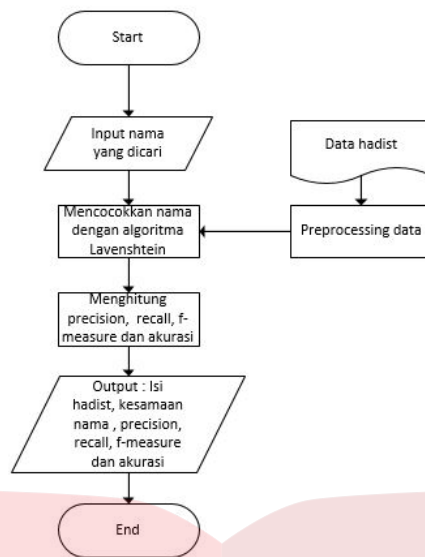 Start
Input nama
yang dicari
Data hadist
Mencocokkan nama
dengan algoritma
Lavenshtein
Preprocessing data
Menghitung
precision, recall, f-
measure dan akurasi
Output : Isi
hadist, kesamaan
nama , precision,
recall, f-measure
dan akurasi
End